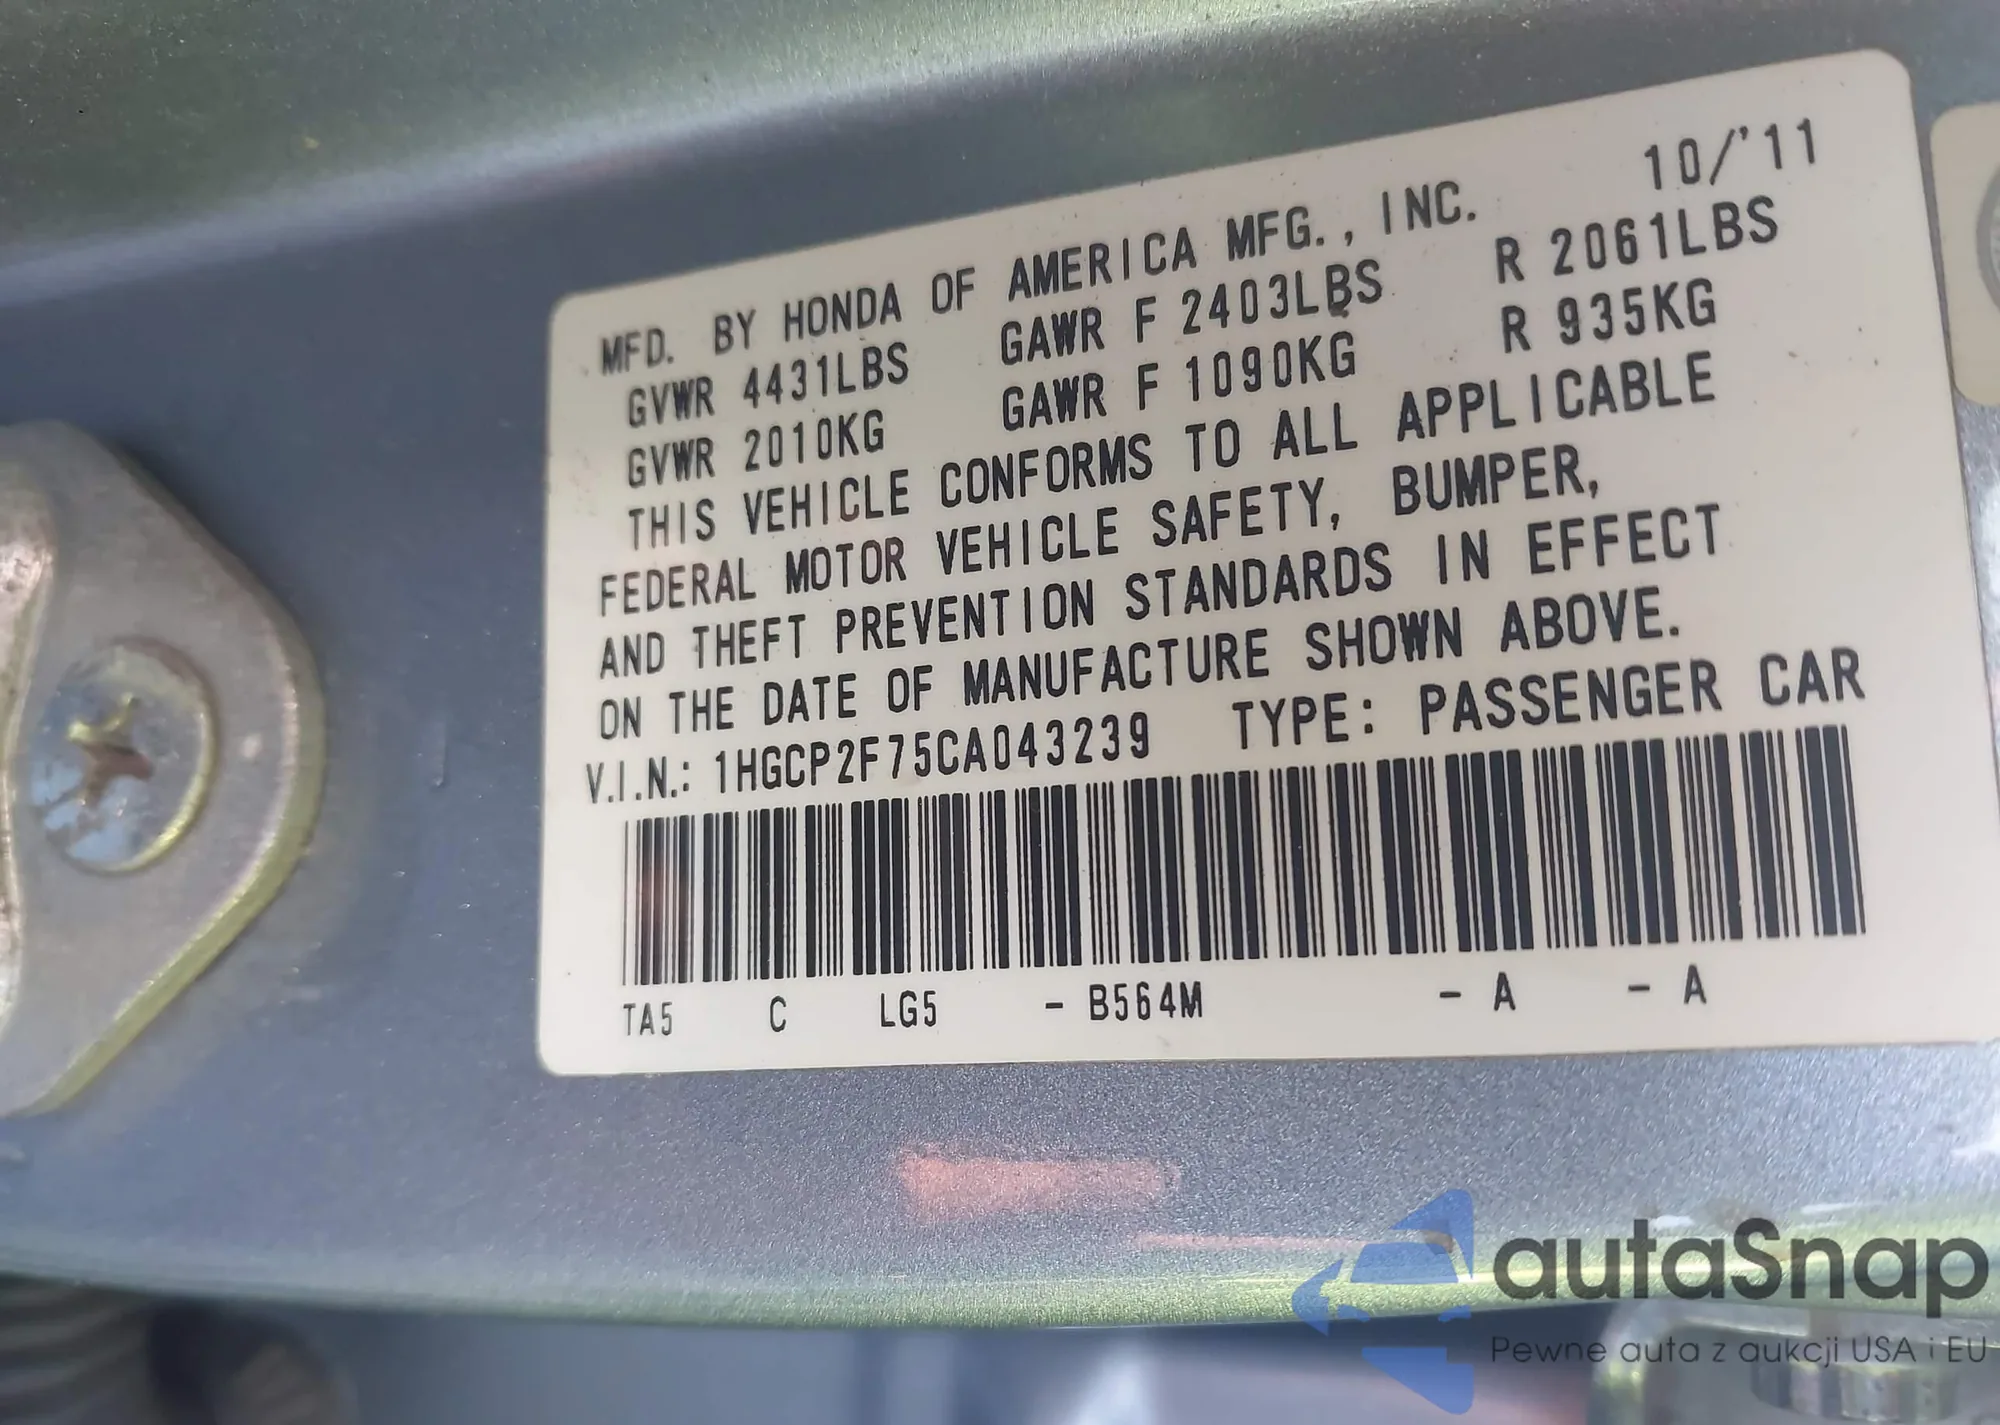 MFD. BY HONDA OF AMERICA MFG., INC. 10/'11
GVWR 4431LBS GAWR F 2403LBS R 2061LBS
GVWR 2010KG GAWR F 1090KG R 935KG
THIS VEHICLE CONFORMS TO ALL APPLICABLE
FEDERAL MOTOR VEHICLE SAFETY, BUMPER,
AND THEFT PREVENTION STANDARDS IN EFFECT
ON THE DATE OF MANUFACTURE SHOWN ABOVE.
V.I.N.: 1HGCP2F75CA043239 TYPE: PASSENGER CAR
TA5 C LG5 - B564M - A - A
autaSnap
Pewne auta z aukcji USA i EU